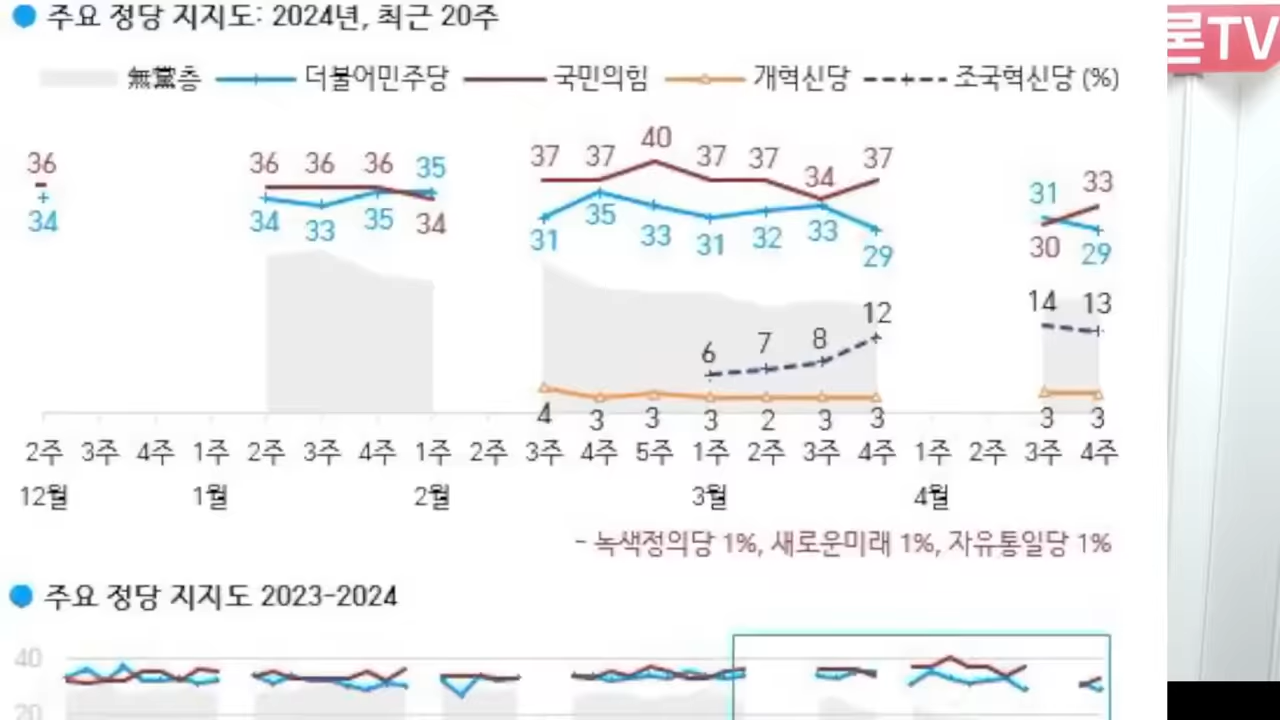 주요 정당 지지도: 2024년, 최근 20주
론TV
無黨층 더불어민주당 국민의힘 개혁신당 조국혁신당 (%)
36 36 36 36 35 37 37 40 37 37 34 37 31 33
34 34 33 35 34 31 35 33 31 32 33 29 30 29
6 7 8 12 14 13
4 3 3 3 2 3 3 3 3
2주 3주 4주 1주 2주 3주 4주 1주 2주 3주 4주 5주 1주 2주 3주 4주 1주 2주 3주 4주
12월 1월 2월 3월 4월
- 녹색정의당 1%, 새로운미래 1%, 자유통일당 1%
주요 정당 지지도 2023-2024
40
20